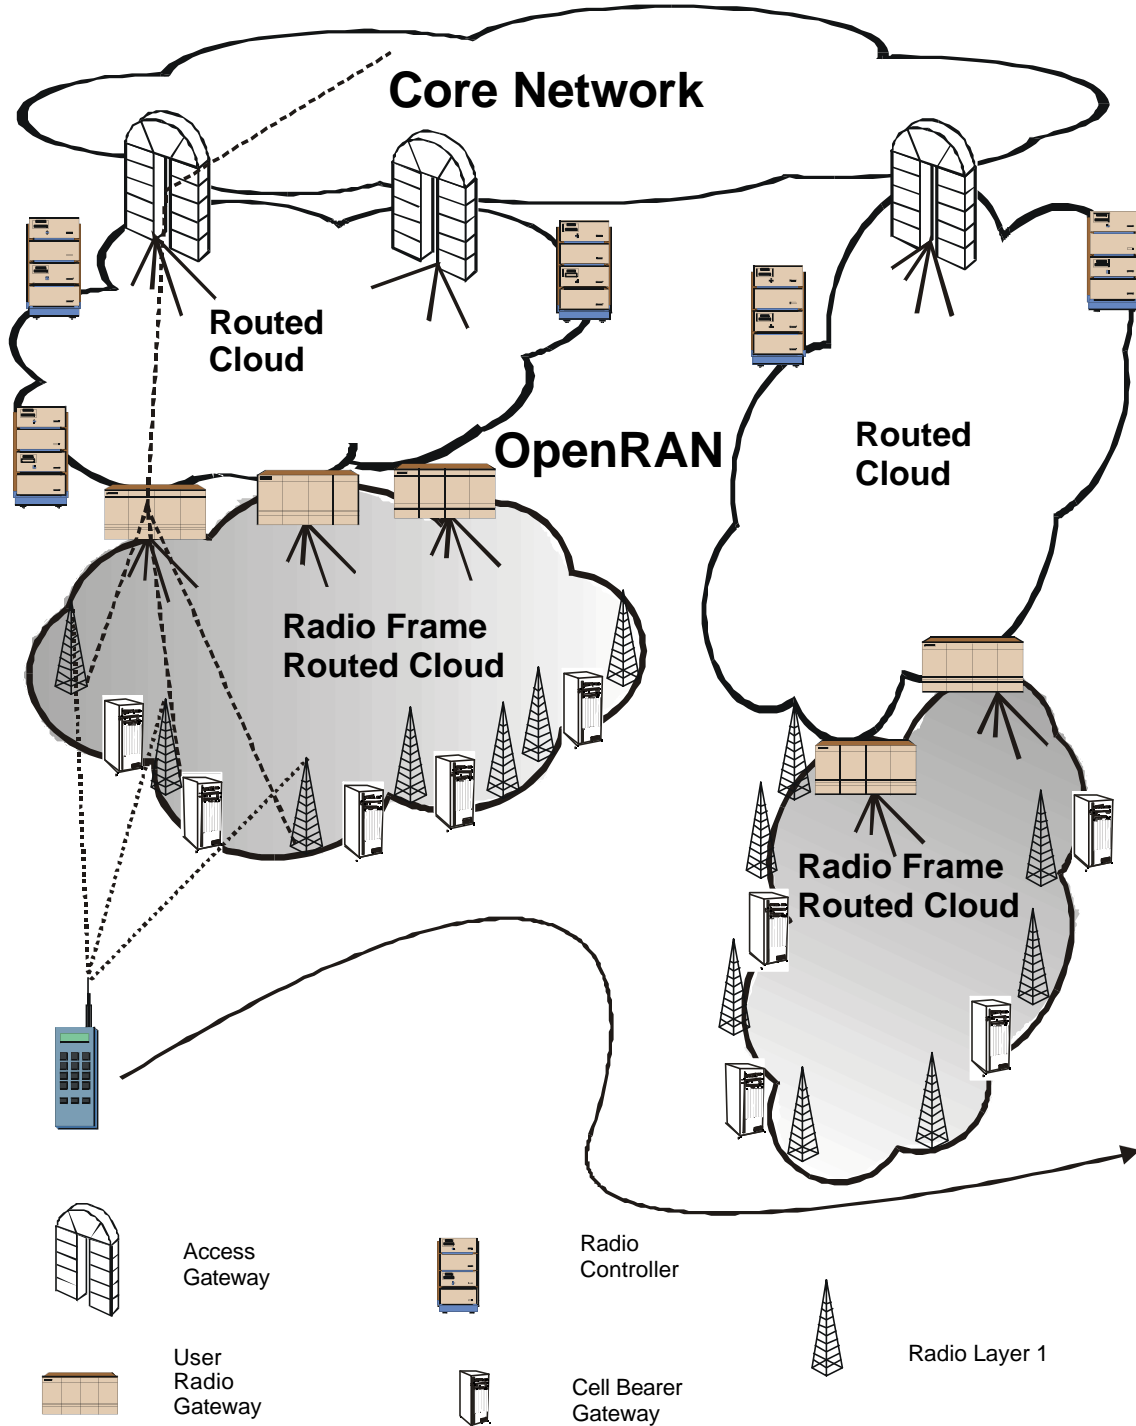 Core Network
Routed
Cloud
OpenRAN
Routed
Cloud
Radio Frame
Routed Cloud
Radio Frame
Routed Cloud
Access
Gateway
Radio
Controller
User
Radio
Gateway
Cell Bearer
Gateway
Radio Layer 1